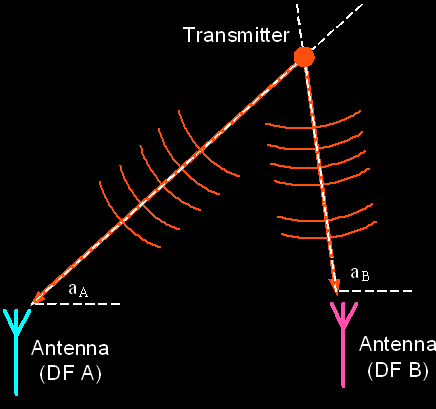 Transmitter
aA
aB
Antenna
(DF A)
Antenna
(DF B)